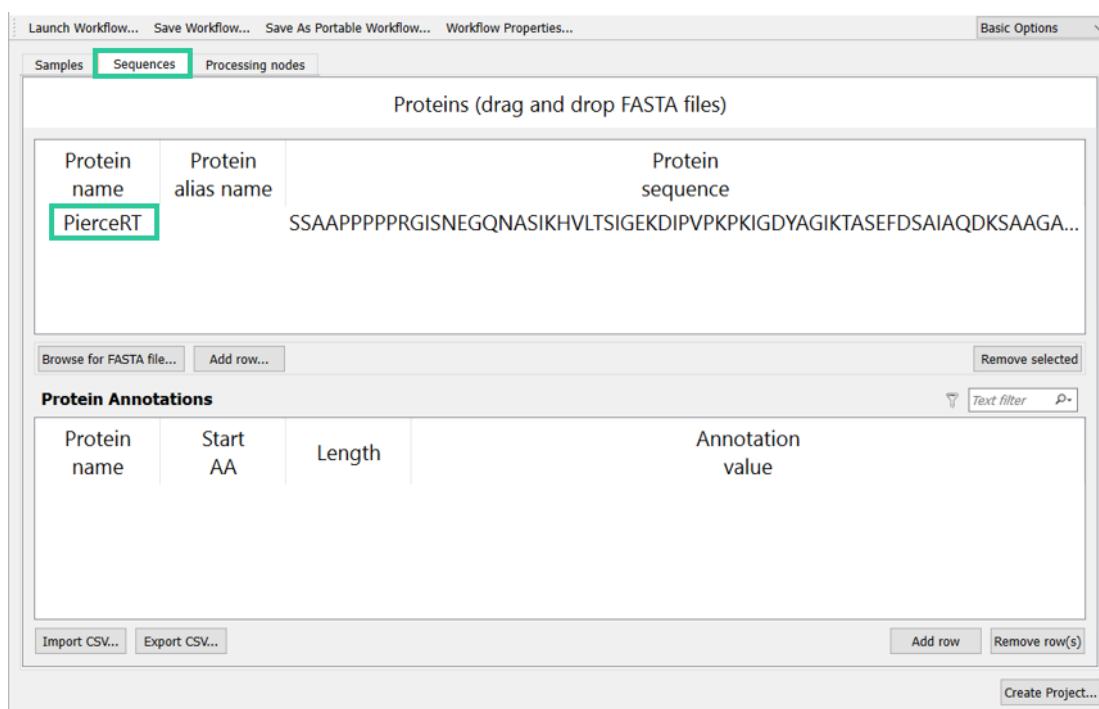 Launch Workflow... Save Workflow... Save As Portable Workflow... Workflow Properties... Basic Options
Samples Sequences Processing nodes
Proteins (drag and drop FASTA files)
Protein name Protein alias name Protein sequence
PierceRT SSAAPPPPPRGISNEGQNASIKHVLTSIGEKDIPVPKPKIGDYAGIKTASEFDSAIAQDKSAAGA...
Browse for FASTA file... Add row... Remove selected
Protein Annotations Text filter
Protein name Start AA Length Annotation value
Import CSV... Export CSV... Add row Remove row(s)
Create Project...